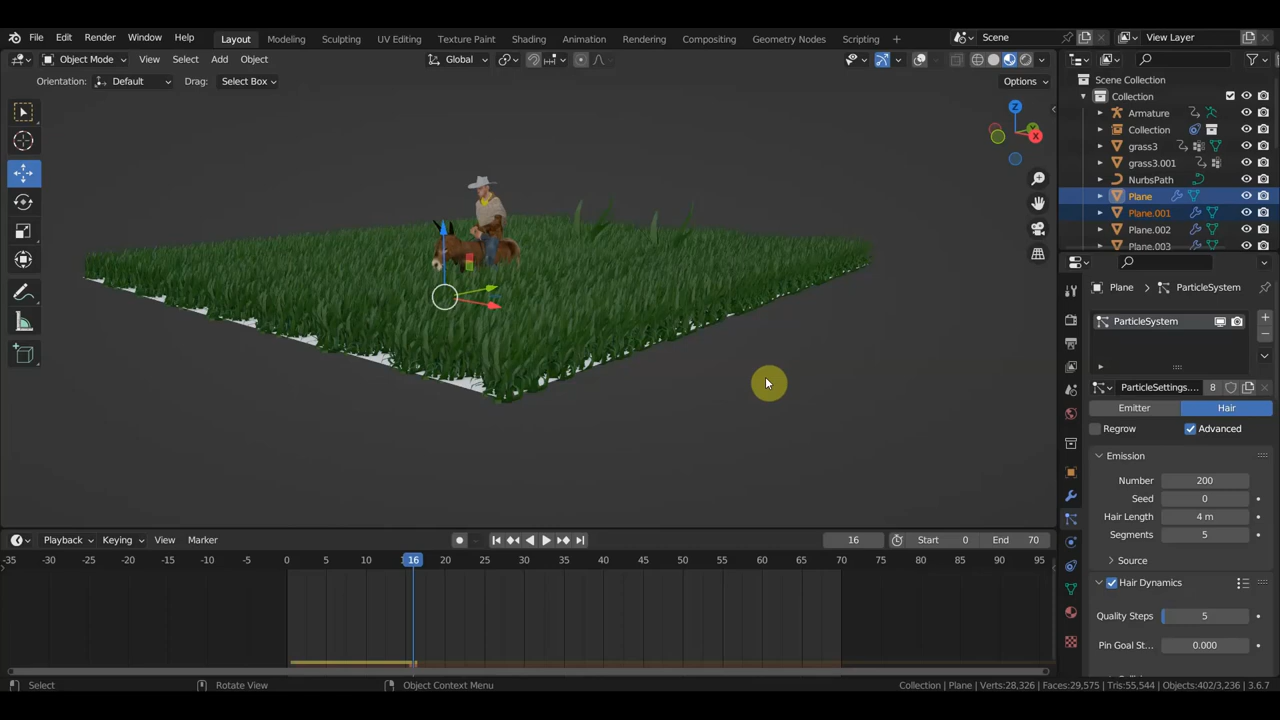 File Edit Render Window Help Layout Modeling Sculpting UV Editing Texture Paint Shading Animation Rendering Compositing Geometry Nodes Scripting + Scene View Layer
Object Mode View Select Add Object Global Options
Orientation: Default Drag: Select Box
Z
X
Scene Collection
Collection
Armature
Collection
grass3
grass3.001
NurbsPath
Plane
Plane.001
Plane.002
Plane.003
Plane > ParticleSystem
ParticleSystem
ParticleSettings.... 8
Emitter Hair
Regrow Advanced
Emission
Number 200
Seed 0
Hair Length 4 m
Segments 5
Source
Hair Dynamics
Quality Steps 5
Pin Goal St... 0.000
Playback Keying View Marker 16 Start 0 End 70
-35 -30 -25 -20 -15 -10 -5 0 5 10 16 20 25 30 35 40 45 50 55 60 65 70 75 80 85 90 95
Select Rotate View Object Context Menu Collection | Plane | Verts:28,326 | Faces:29,575 | Tris:55,544 | Objects:402/3,236 | 3.6.7